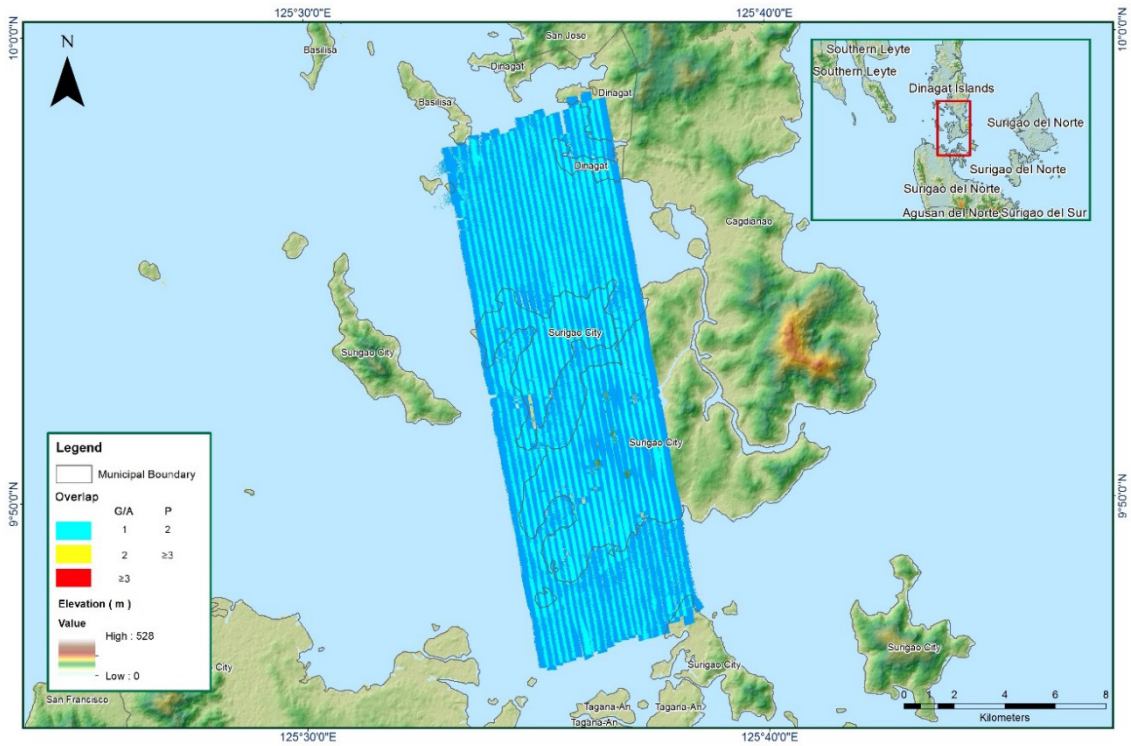 125°30'0"E
125°40'0"E
10°0'0"N
10°0'0"N
N
San Jose
Basilisa
Dinagat
Dinagat
Basilisa
Dinagat
Cagdianao
Surigao City
Surigao City
Surigao City
Southern Leyte
Southern Leyte
Dinagat Islands
Surigao del Norte
Surigao del Norte
Surigao del Norte
Agusan del Norte
Surigao del Sur
9°50'0"N
9°50'0"N
Legend
Municipal Boundary
Overlap
G/A P
1 2
2 ≥3
≥3
Elevation ( m )
Value
High : 528
Low : 0
City
San Francisco
Surigao City
Surigao City
Tagana-An
Tagana-An
Tagana-An
0 1 2 4 6 8
Kilometers
125°30'0"E
125°40'0"E